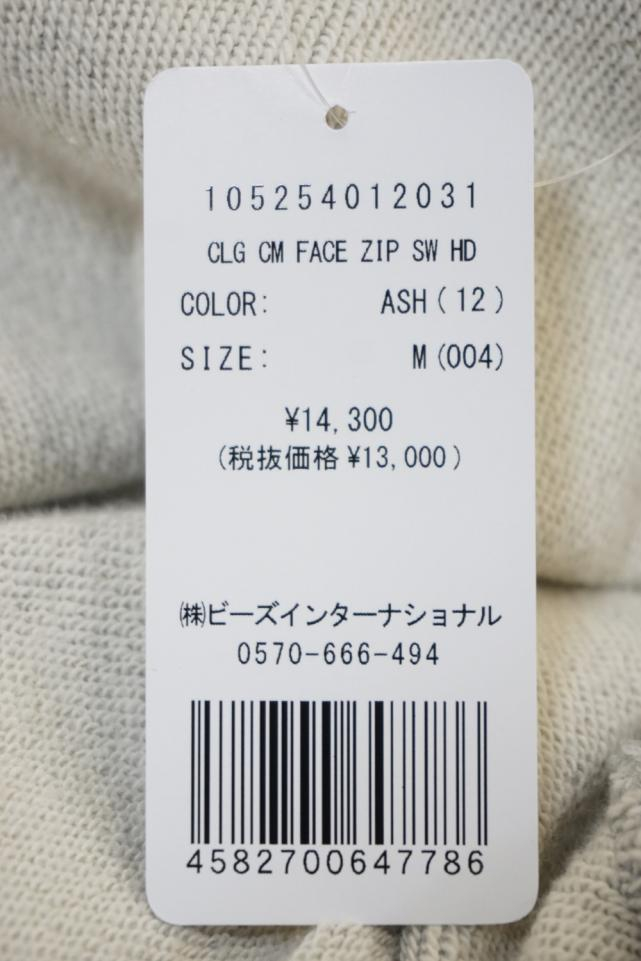 105254012031
CLG CM FACE ZIP SW HD
COLOR: ASH(12)
SIZE: M(004)
¥14,300
(税抜価格¥13,000)
㈱ビーズインターナショナル
0570-666-494
4582700647786